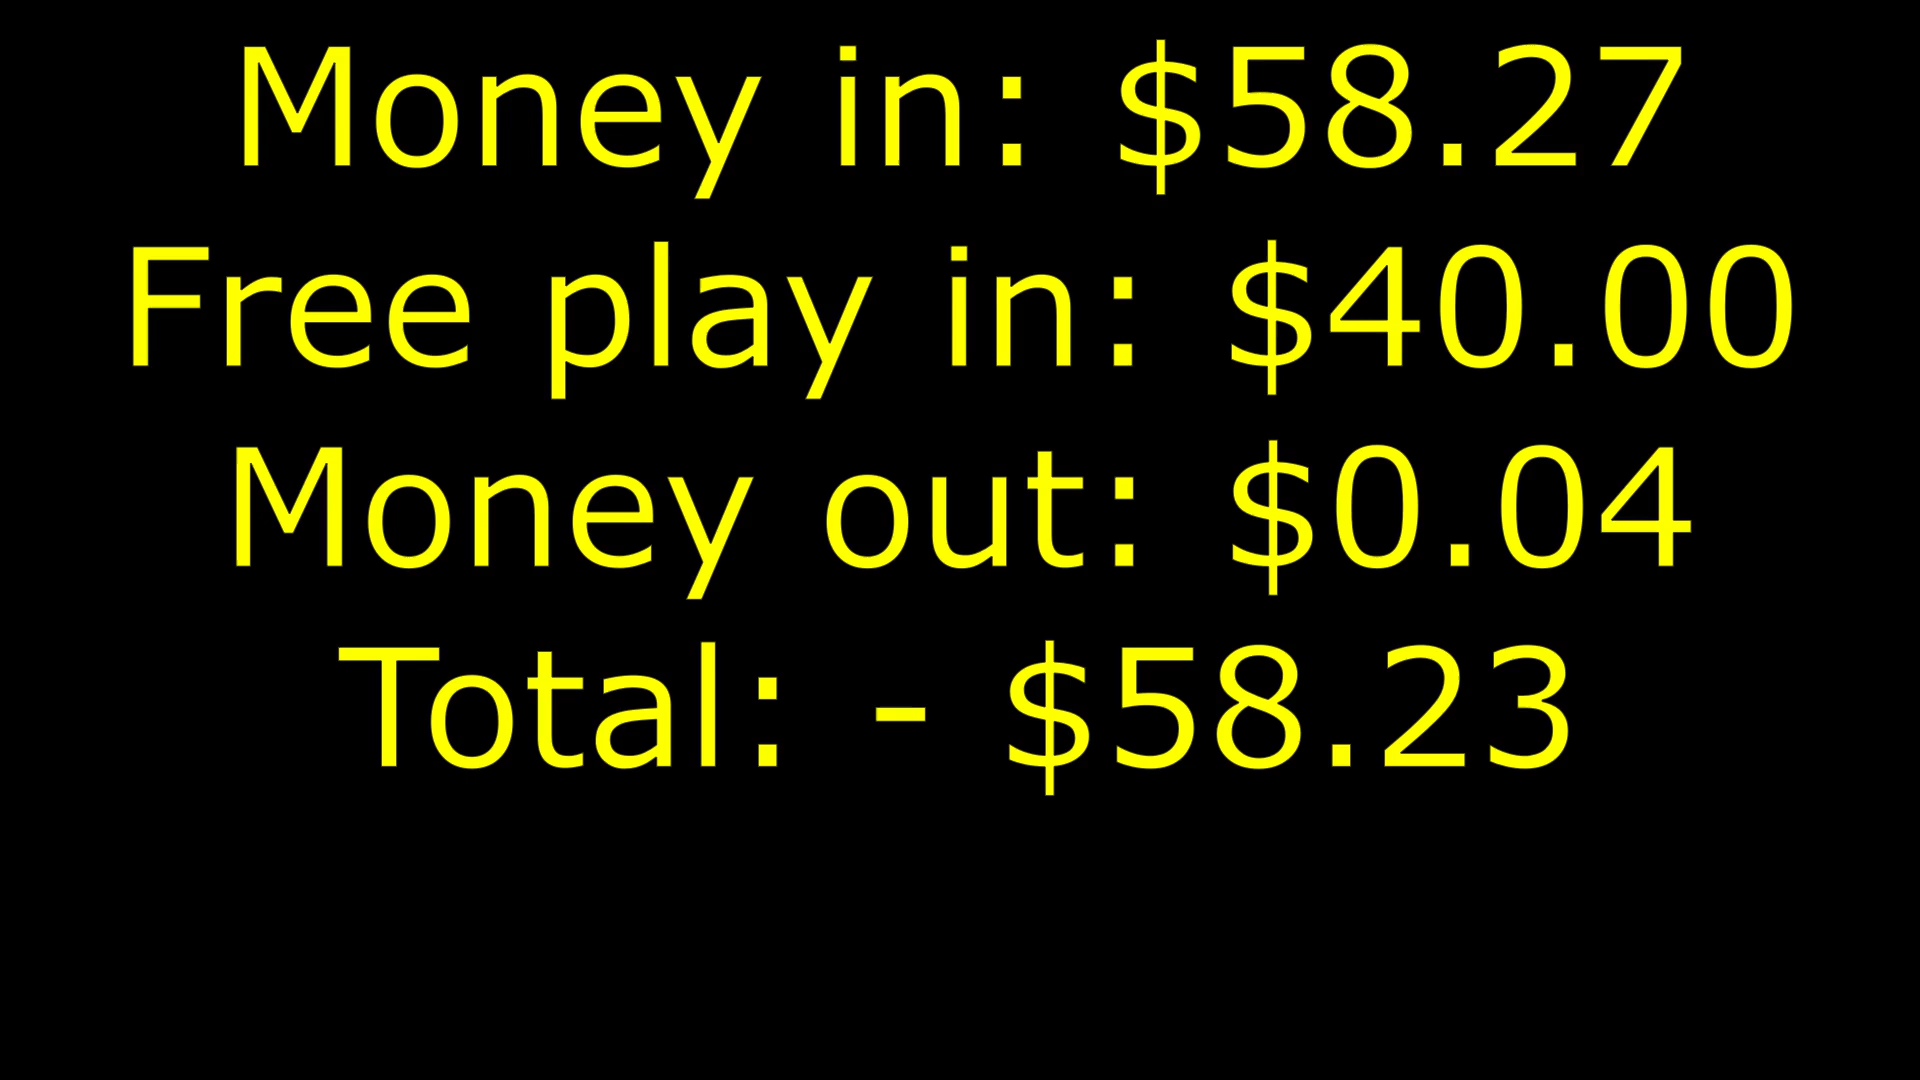 Money in: $58.27
Free play in: $40.00
Money out: $0.04
Total: - $58.23